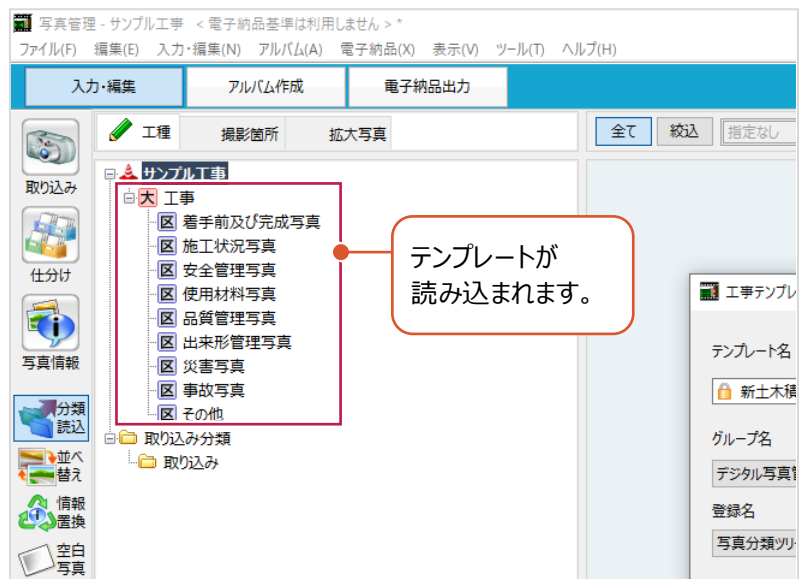 写真管理 - サンプル工事 < 電子納品基準は利用しません > *
ファイル(F) 編集(E) 入力・編集(N) アルバム(A) 電子納品(X) 表示(V) ツール(T) ヘルプ(H)
入力・編集 アルバム作成 電子納品出力
工種 撮影箇所 拡大写真 全て 絞込 指定なし
取り込み
仕分け
写真情報
分類
読込
並べ
替え
情報
置換
空白
写真
サンプル工事
大 工事
区 着手前及び完成写真
区 施工状況写真
区 安全管理写真
区 使用材料写真
区 品質管理写真
区 出来形管理写真
区 災害写真
区 事故写真
区 その他
取り込み分類
取り込み
テンプレートが
読み込まれます。
工事テンプレ
テンプレート名
新土木積
グループ名
デジタル写真
登録名
写真分類ツリ